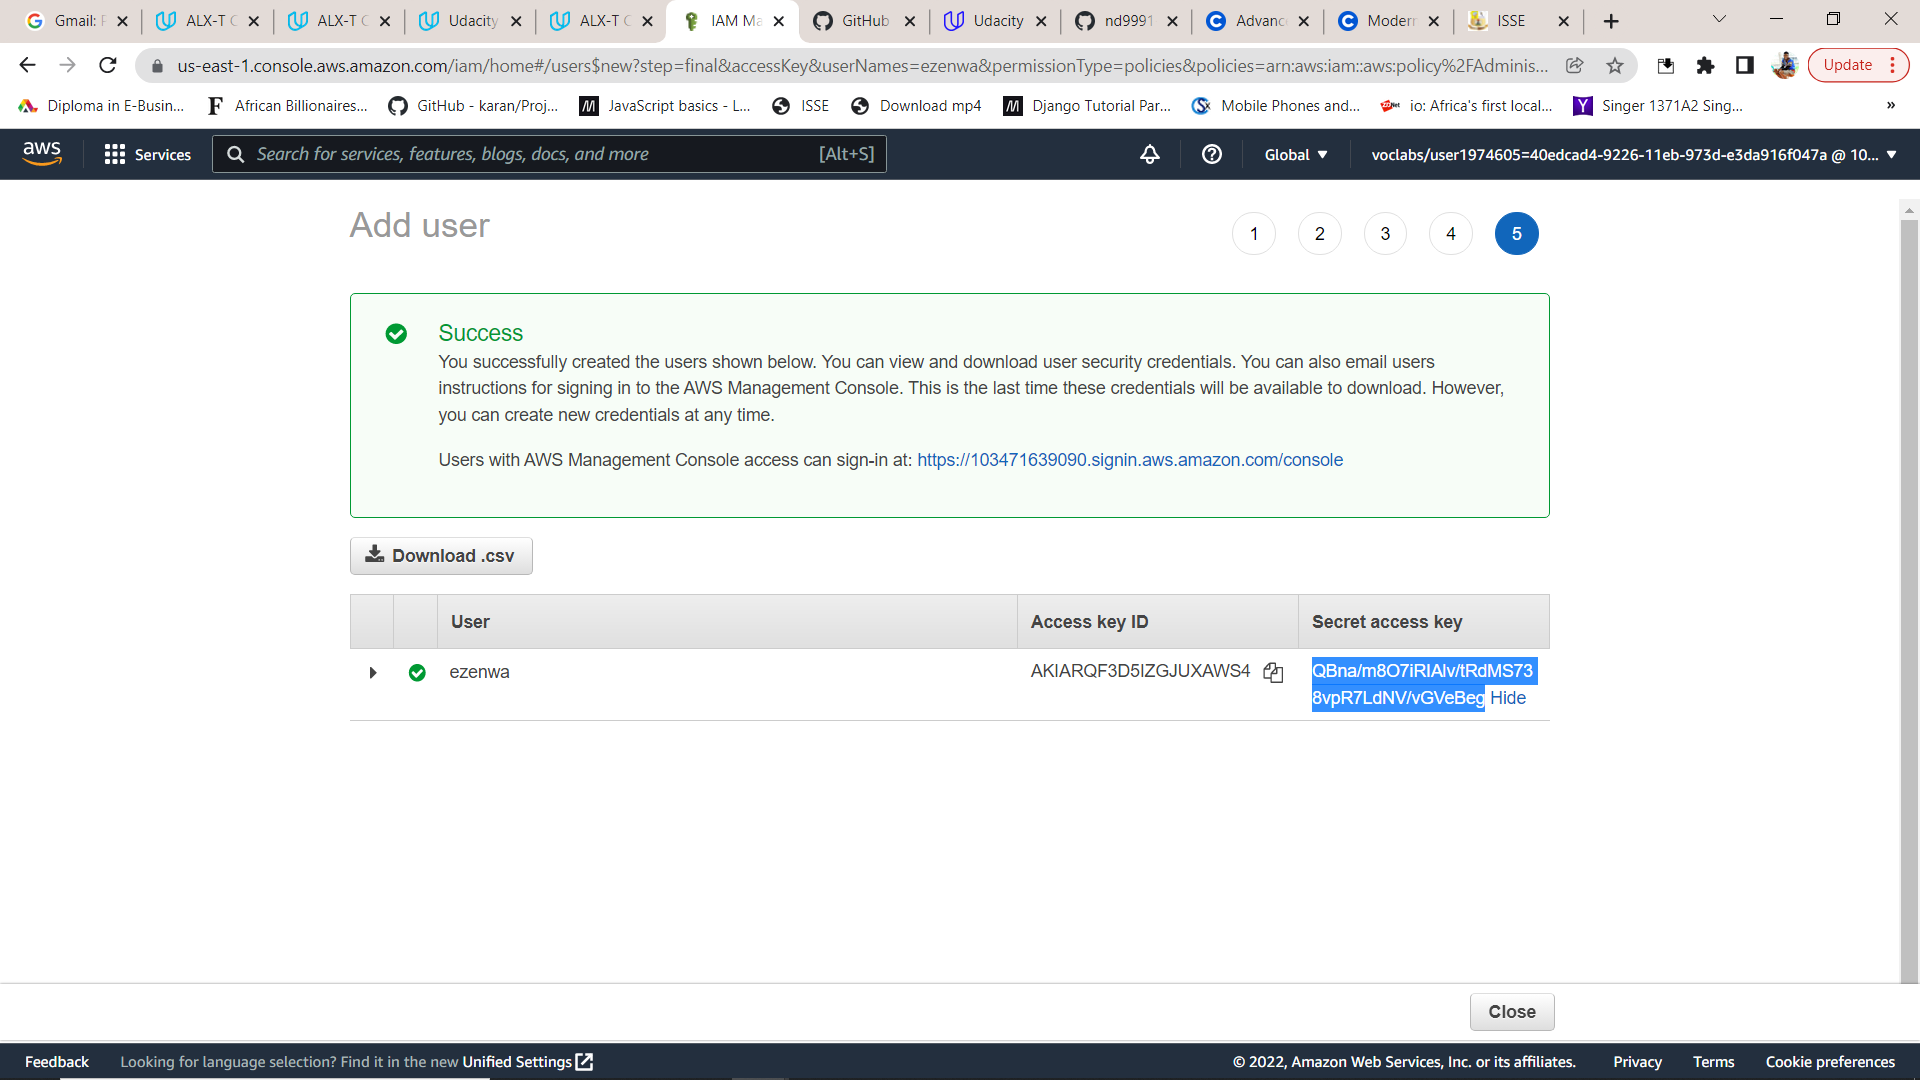 Gmail: F
ALX-T C
ALX-T C
Udacity
ALX-T C
IAM Ma
GitHub
Udacity
nd9991
Advanc
Modern
ISSE
us-east-1.console.aws.amazon.com/iam/home#/users$new?step=final&accessKey&userNames=ezenwa&permissionType=policies&policies=arn:aws:iam::aws:policy%2FAdminis...
Update
Diploma in E-Busin...
African Billionaires...
GitHub - karan/Proj...
JavaScript basics - L...
ISSE
Download mp4
Django Tutorial Par...
Mobile Phones and...
io: Africa's first local...
Singer 1371A2 Sing...
»
aws
Services
Search for services, features, blogs, docs, and more
[Alt+S]
Global
voclabs/user1974605=40edcad4-9226-11eb-973d-e3da916f047a @ 10...
Add user
1
2
3
4
5
Success
You successfully created the users shown below. You can view and download user security credentials. You can also email users
instructions for signing in to the AWS Management Console. This is the last time these credentials will be available to download. However,
you can create new credentials at any time.
Users with AWS Management Console access can sign-in at: https://103471639090.signin.aws.amazon.com/console
Download .csv
User
Access key ID
Secret access key
ezenwa
Hide
Close
Feedback
Looking for language selection? Find it in the new Unified Settings
© 2022, Amazon Web Services, Inc. or its affiliates.
Privacy
Terms
Cookie preferences